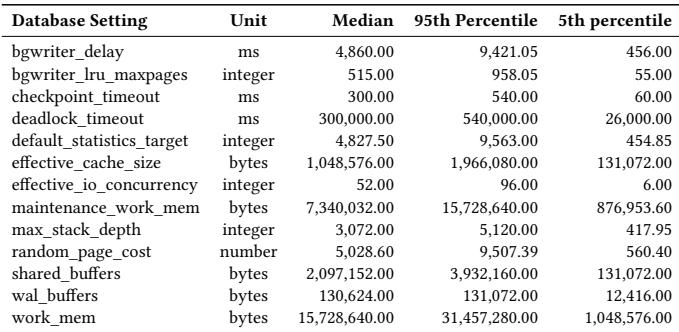 Database Setting Unit Median 95th Percentile 5th percentile
bgwriter_delay ms 4,860.00 9,421.05 456.00
bgwriter_lru_maxpages integer 515.00 958.05 55.00
checkpoint_timeout ms 300.00 540.00 60.00
deadlock_timeout ms 300,000.00 540,000.00 26,000.00
default_statistics_target integer 4,827.50 9,563.00 454.85
effective_cache_size bytes 1,048,576.00 1,966,080.00 131,072.00
effective_io_concurrency integer 52.00 96.00 6.00
maintenance_work_mem bytes 7,340,032.00 15,728,640.00 876,953.60
max_stack_depth integer 3,072.00 5,120.00 417.95
random_page_cost number 5,028.60 9,507.39 560.40
shared_buffers bytes 2,097,152.00 3,932,160.00 131,072.00
wal_buffers bytes 130,624.00 131,072.00 12,416.00
work_mem bytes 15,728,640.00 31,457,280.00 1,048,576.00